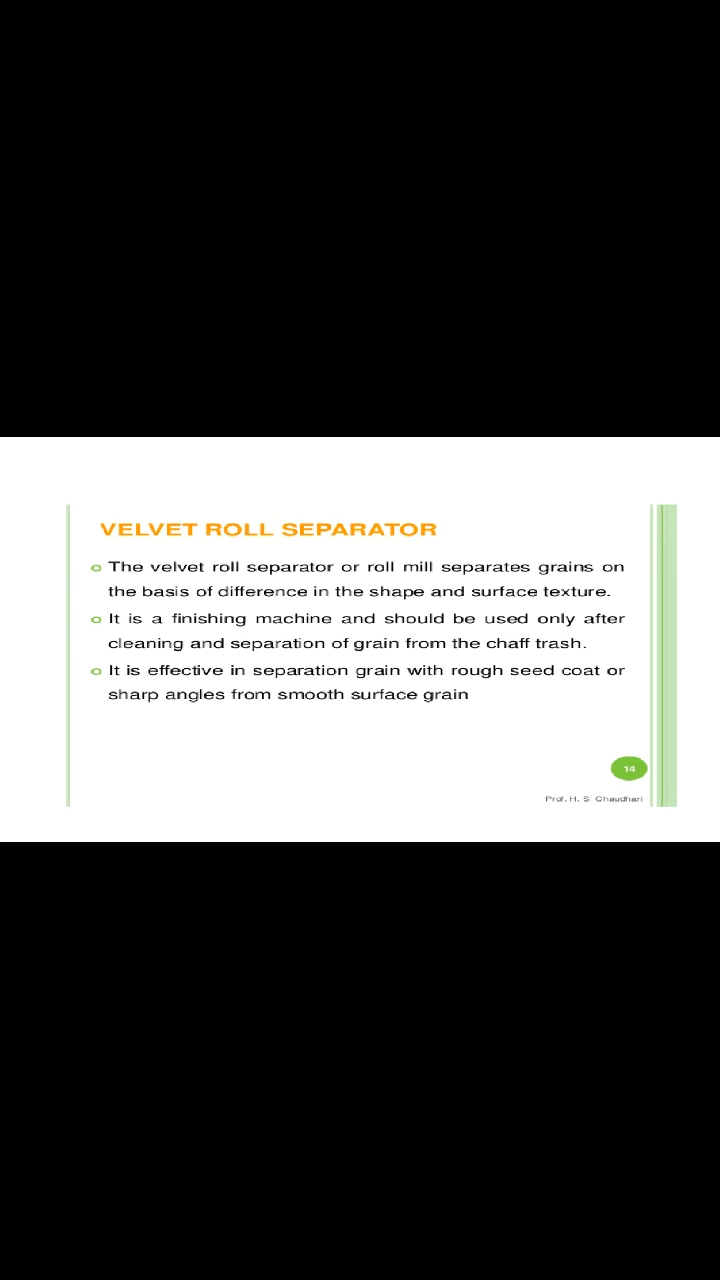 VELVET ROLL SEPARATOR
The velvet roll separator or roll mill separates grains on
the basis of difference in the shape and surface texture.
It is a finishing machine and should be used only after
cleaning and separation of grain from the chaff trash.
It is effective in separation grain with rough seed coat or
sharp angles from smooth surface grain
14
Prof. H. S. Chaudhari